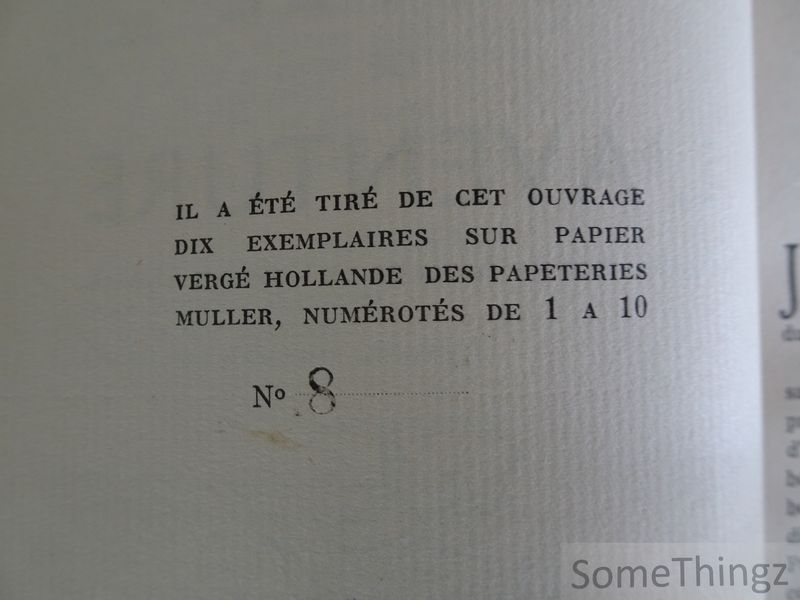 IL A ÉTÉ TIRÉ DE CET OUVRAGE
DIX EXEMPLAIRES SUR PAPIER
VERGÉ HOLLANDE DES PAPETERIES
MULLER, NUMÉROTÉS DE 1 A 10
Nº 8
SomeThingz